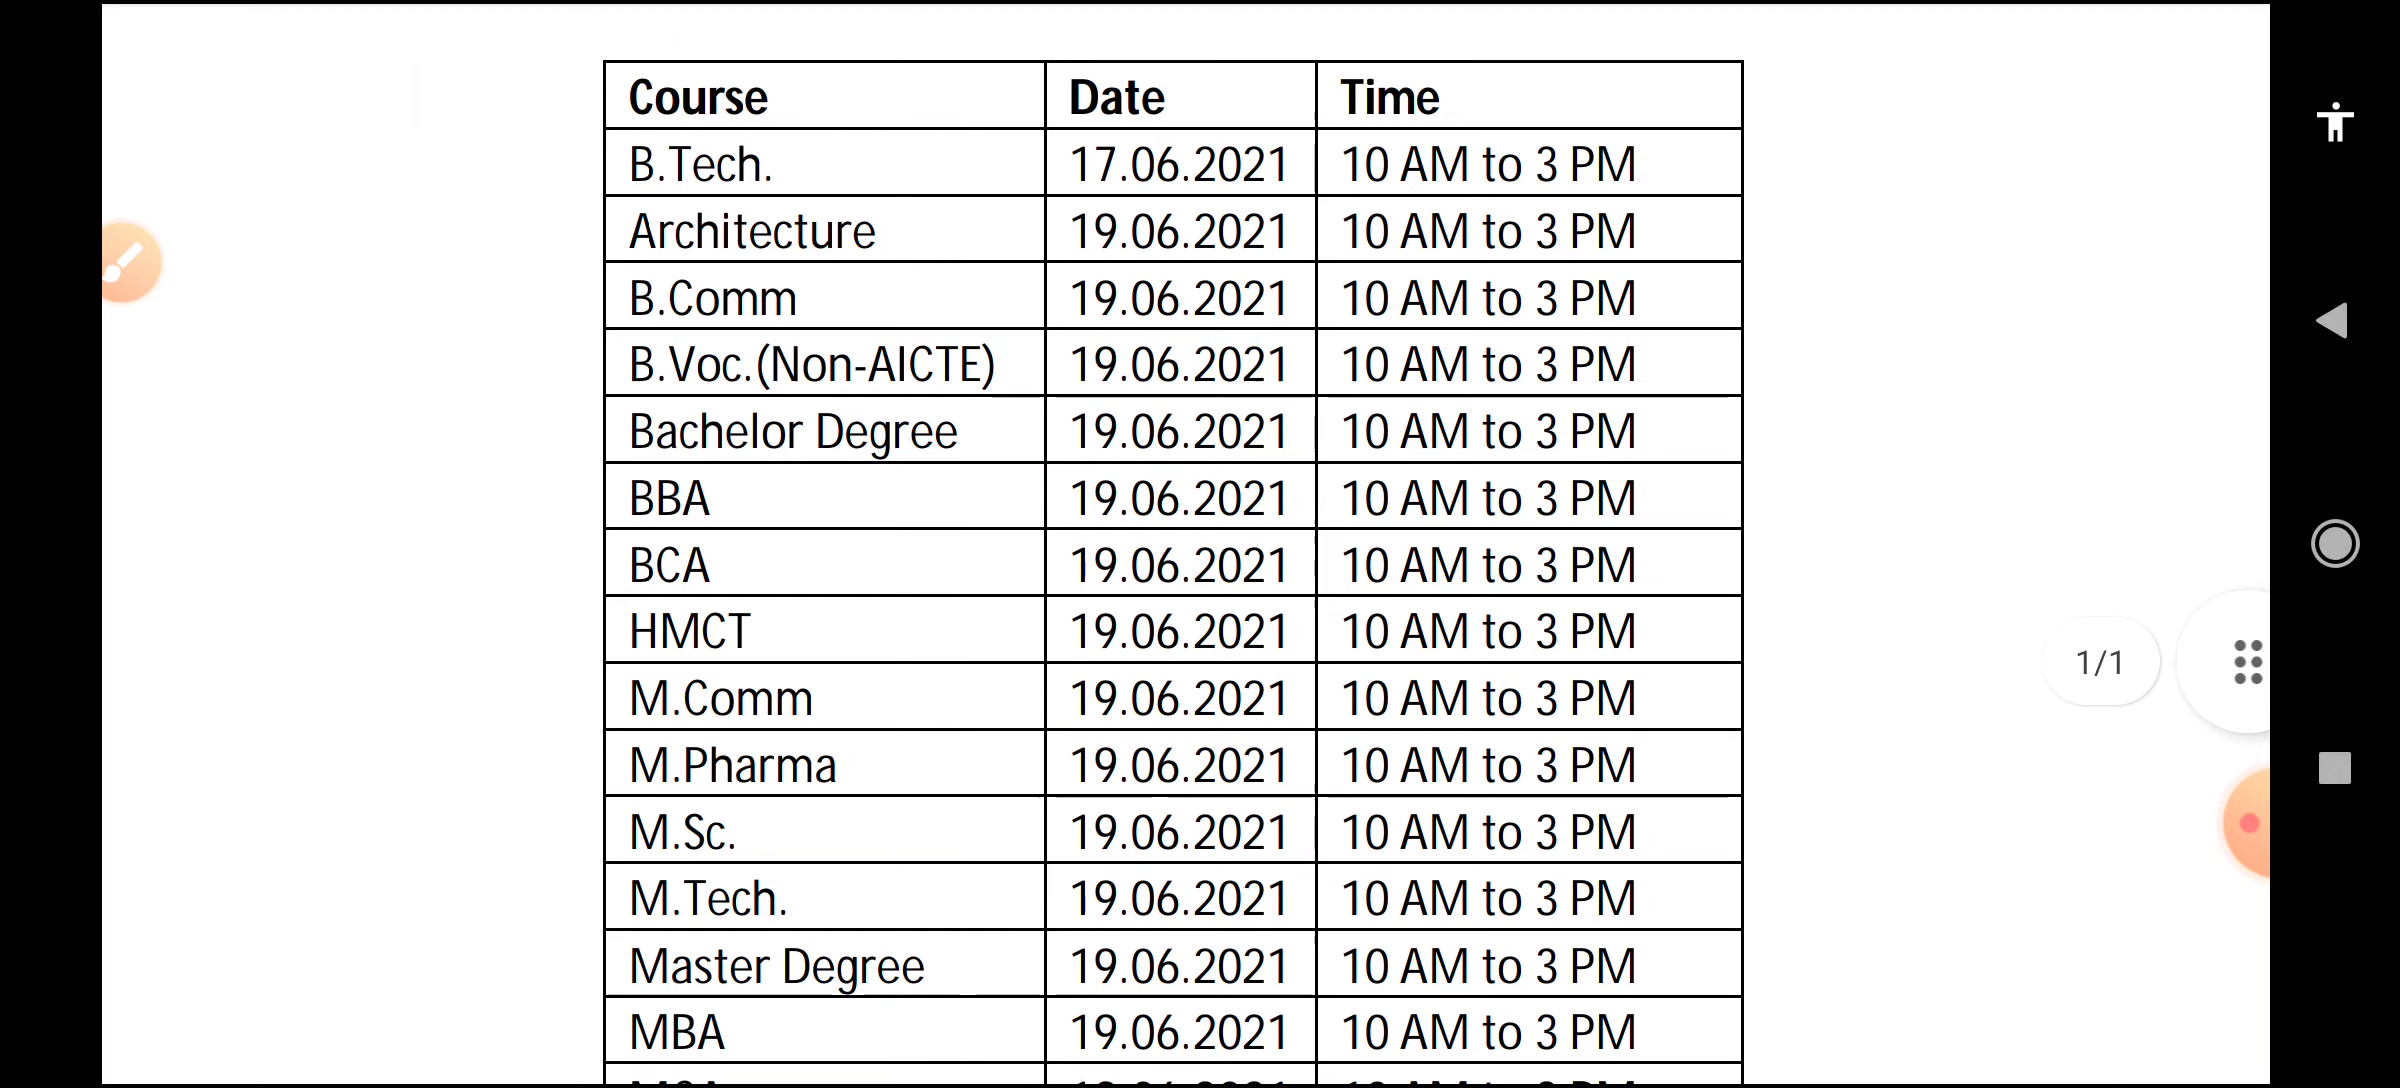 Course Date Time
B.Tech. 17.06.2021 10 AM to 3 PM
Architecture 19.06.2021 10 AM to 3 PM
B.Comm 19.06.2021 10 AM to 3 PM
B.Voc.(Non-AICTE) 19.06.2021 10 AM to 3 PM
Bachelor Degree 19.06.2021 10 AM to 3 PM
BBA 19.06.2021 10 AM to 3 PM
BCA 19.06.2021 10 AM to 3 PM
HMCT 19.06.2021 10 AM to 3 PM
M.Comm 19.06.2021 10 AM to 3 PM
M.Pharma 19.06.2021 10 AM to 3 PM
M.Sc. 19.06.2021 10 AM to 3 PM
M.Tech. 19.06.2021 10 AM to 3 PM
Master Degree 19.06.2021 10 AM to 3 PM
MBA 19.06.2021 10 AM to 3 PM
1/1